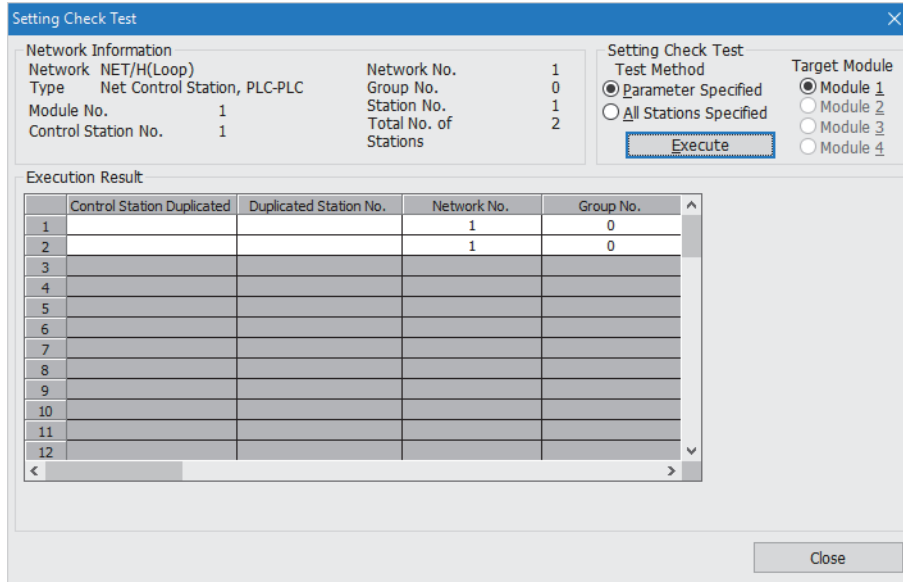 Setting Check Test
Network Information
Network NET/H(Loop)
Type Net Control Station, PLC-PLC
Module No. 1
Control Station No. 1
Network No. 1
Group No. 0
Station No. 1
Total No. of 2
Stations
Setting Check Test
Test Method
Parameter Specified
All Stations Specified
Execute
Target Module
Module 1
Module 2
Module 3
Module 4
Execution Result
Control Station Duplicated Duplicated Station No. Network No. Group No.
1 1 0
2 1 0
3
4
5
6
7
8
9
10
11
12
Close